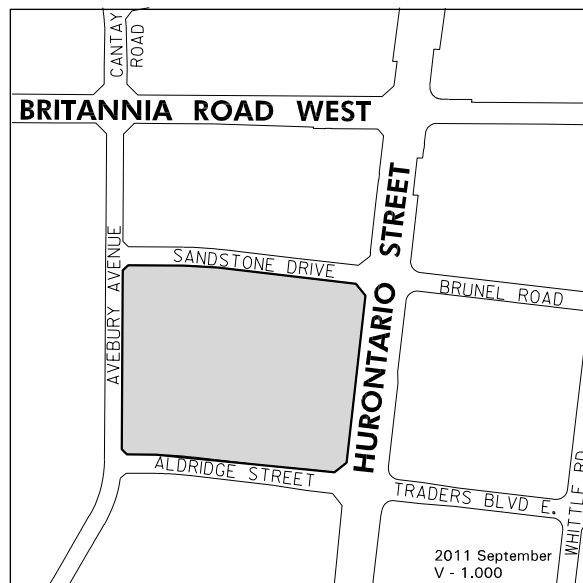 CANTAY
ROAD
BRITANNIA ROAD WEST
HURONTARIO STREET
AVEBURY AVENUE
SANDSTONE DRIVE
BRUNEL ROAD
ALDRIDGE STREET
TRADERS BLVD E.
WHITTLE RD
2011 September
V - 1.000